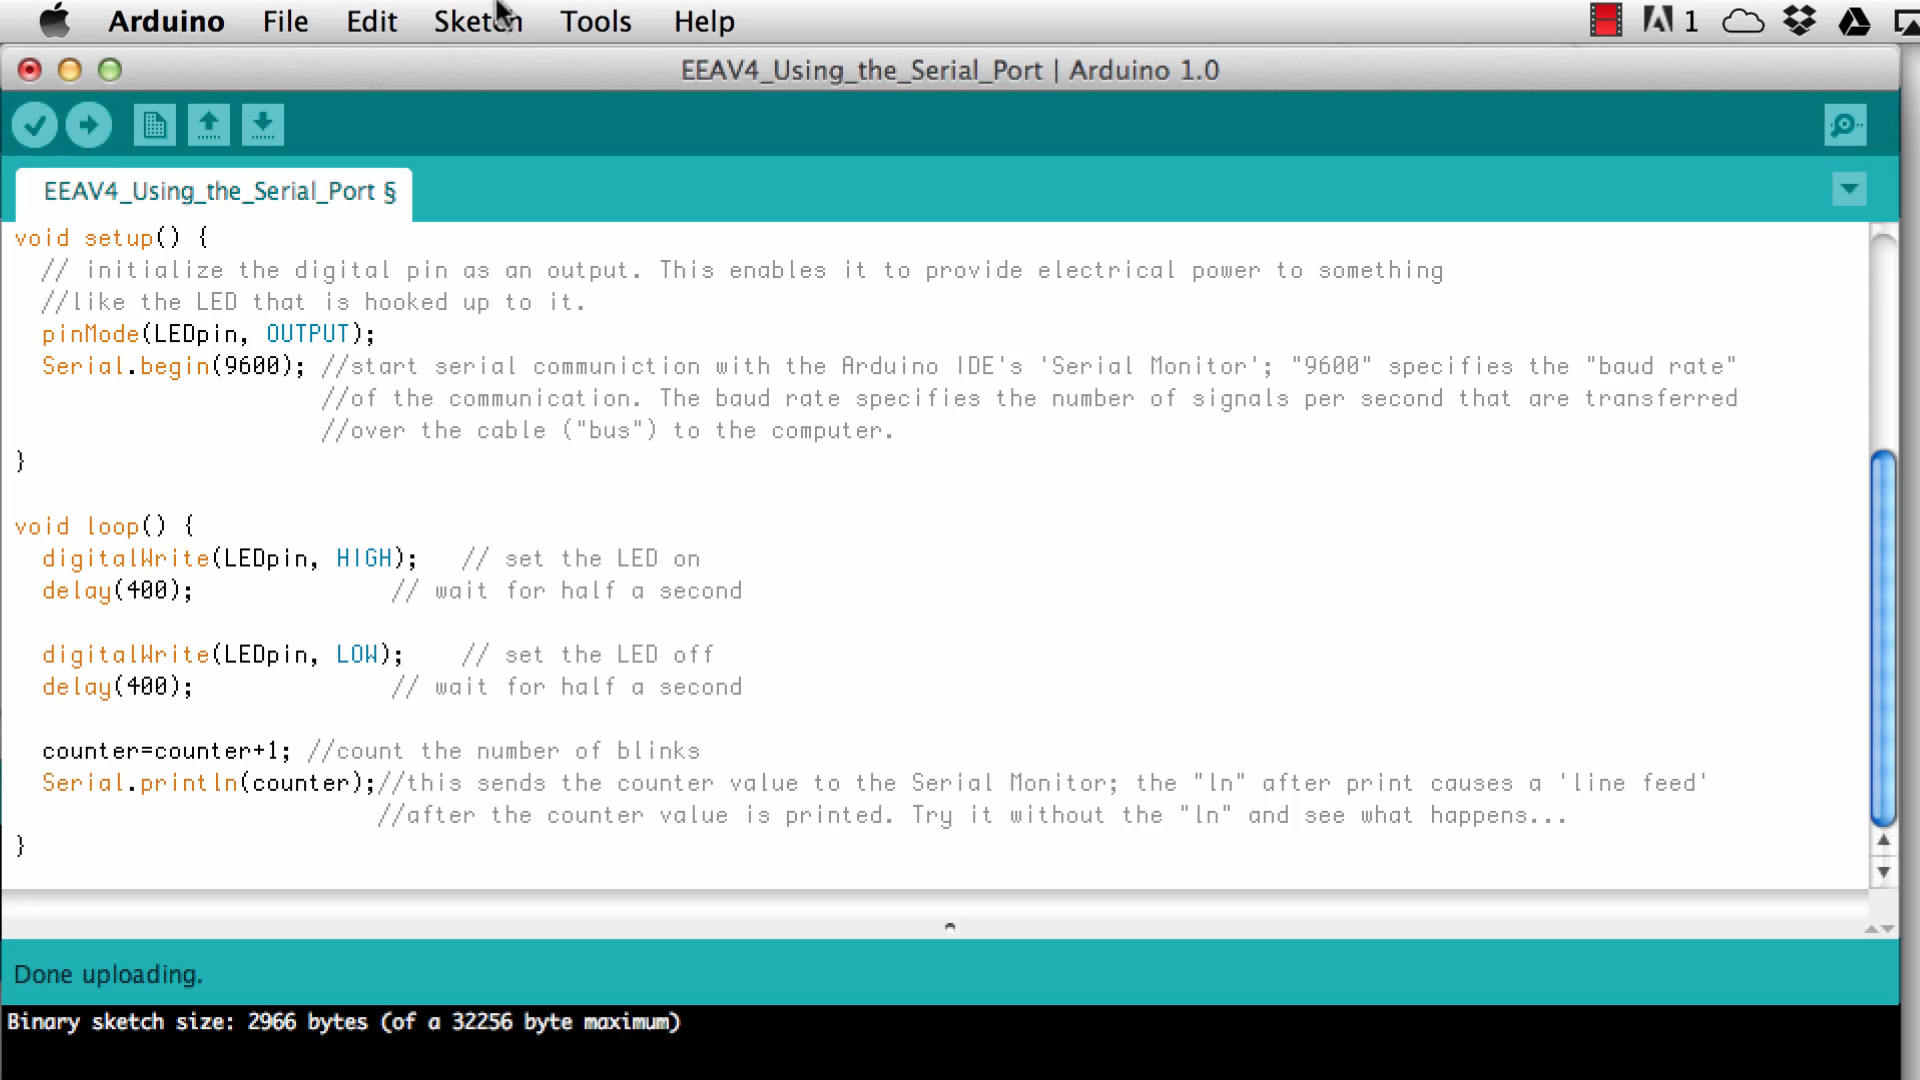 Arduino File Edit Sketch Tools Help 1
EEAV4_Using_the_Serial_Port | Arduino 1.0
EEAV4_Using_the_Serial_Port §
void setup() {
// initialize the digital pin as an output. This enables it to provide electrical power to something
//like the LED that is hooked up to it.
pinMode(LEDpin, OUTPUT);
Serial.begin(9600); //start serial communiction with the Arduino IDE's 'Serial Monitor'; "9600" specifies the "baud rate"
//of the communication. The baud rate specifies the number of signals per second that are transferred
//over the cable ("bus") to the computer.
}
void loop() {
digitalWrite(LEDpin, HIGH); // set the LED on
delay(400); // wait for half a second
digitalWrite(LEDpin, LOW); // set the LED off
delay(400); // wait for half a second
counter=counter+1; //count the number of blinks
Serial.println(counter);//this sends the counter value to the Serial Monitor; the "ln" after print causes a 'line feed'
//after the counter value is printed. Try it without the "ln" and see what happens...
}
Done uploading.
Binary sketch size: 2966 bytes (of a 32256 byte maximum)